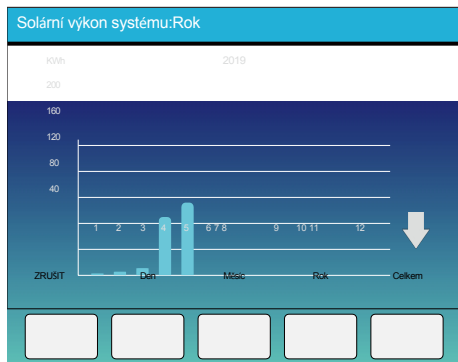 Solární výkon systému:Rok
KWh 2019
200
160
120
80
40
1 2 3 4 5 6 7 8 9 10 11 12
ZRUŠIT Den Měsíc Rok Celkem